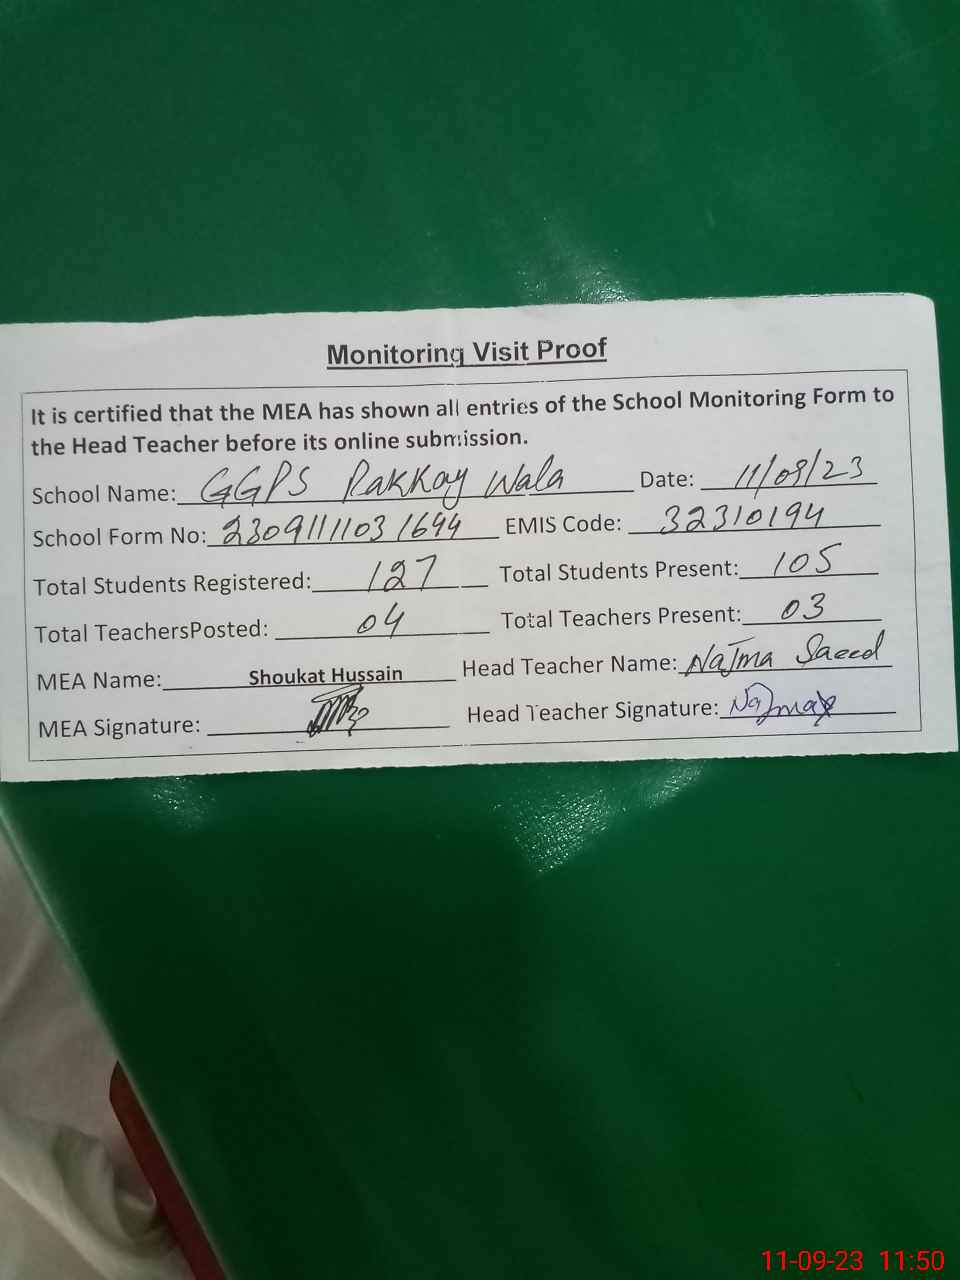 Monitoring Visit Proof
It is certified that the MEA has shown all entries of the School Monitoring Form to
the Head Teacher before its online submission.
School Name: GGPS Pakkay Wala Date: 11/09/23
School Form No: 23091111031644 EMIS Code: 32310194
Total Students Registered: 127 Total Students Present: 105
Total TeachersPosted: 04 Total Teachers Present: 03
MEA Name: Shoukat Hussain Head Teacher Name: Najma Saeed
MEA Signature: Head Teacher Signature: Najma
11-09-23 11:50